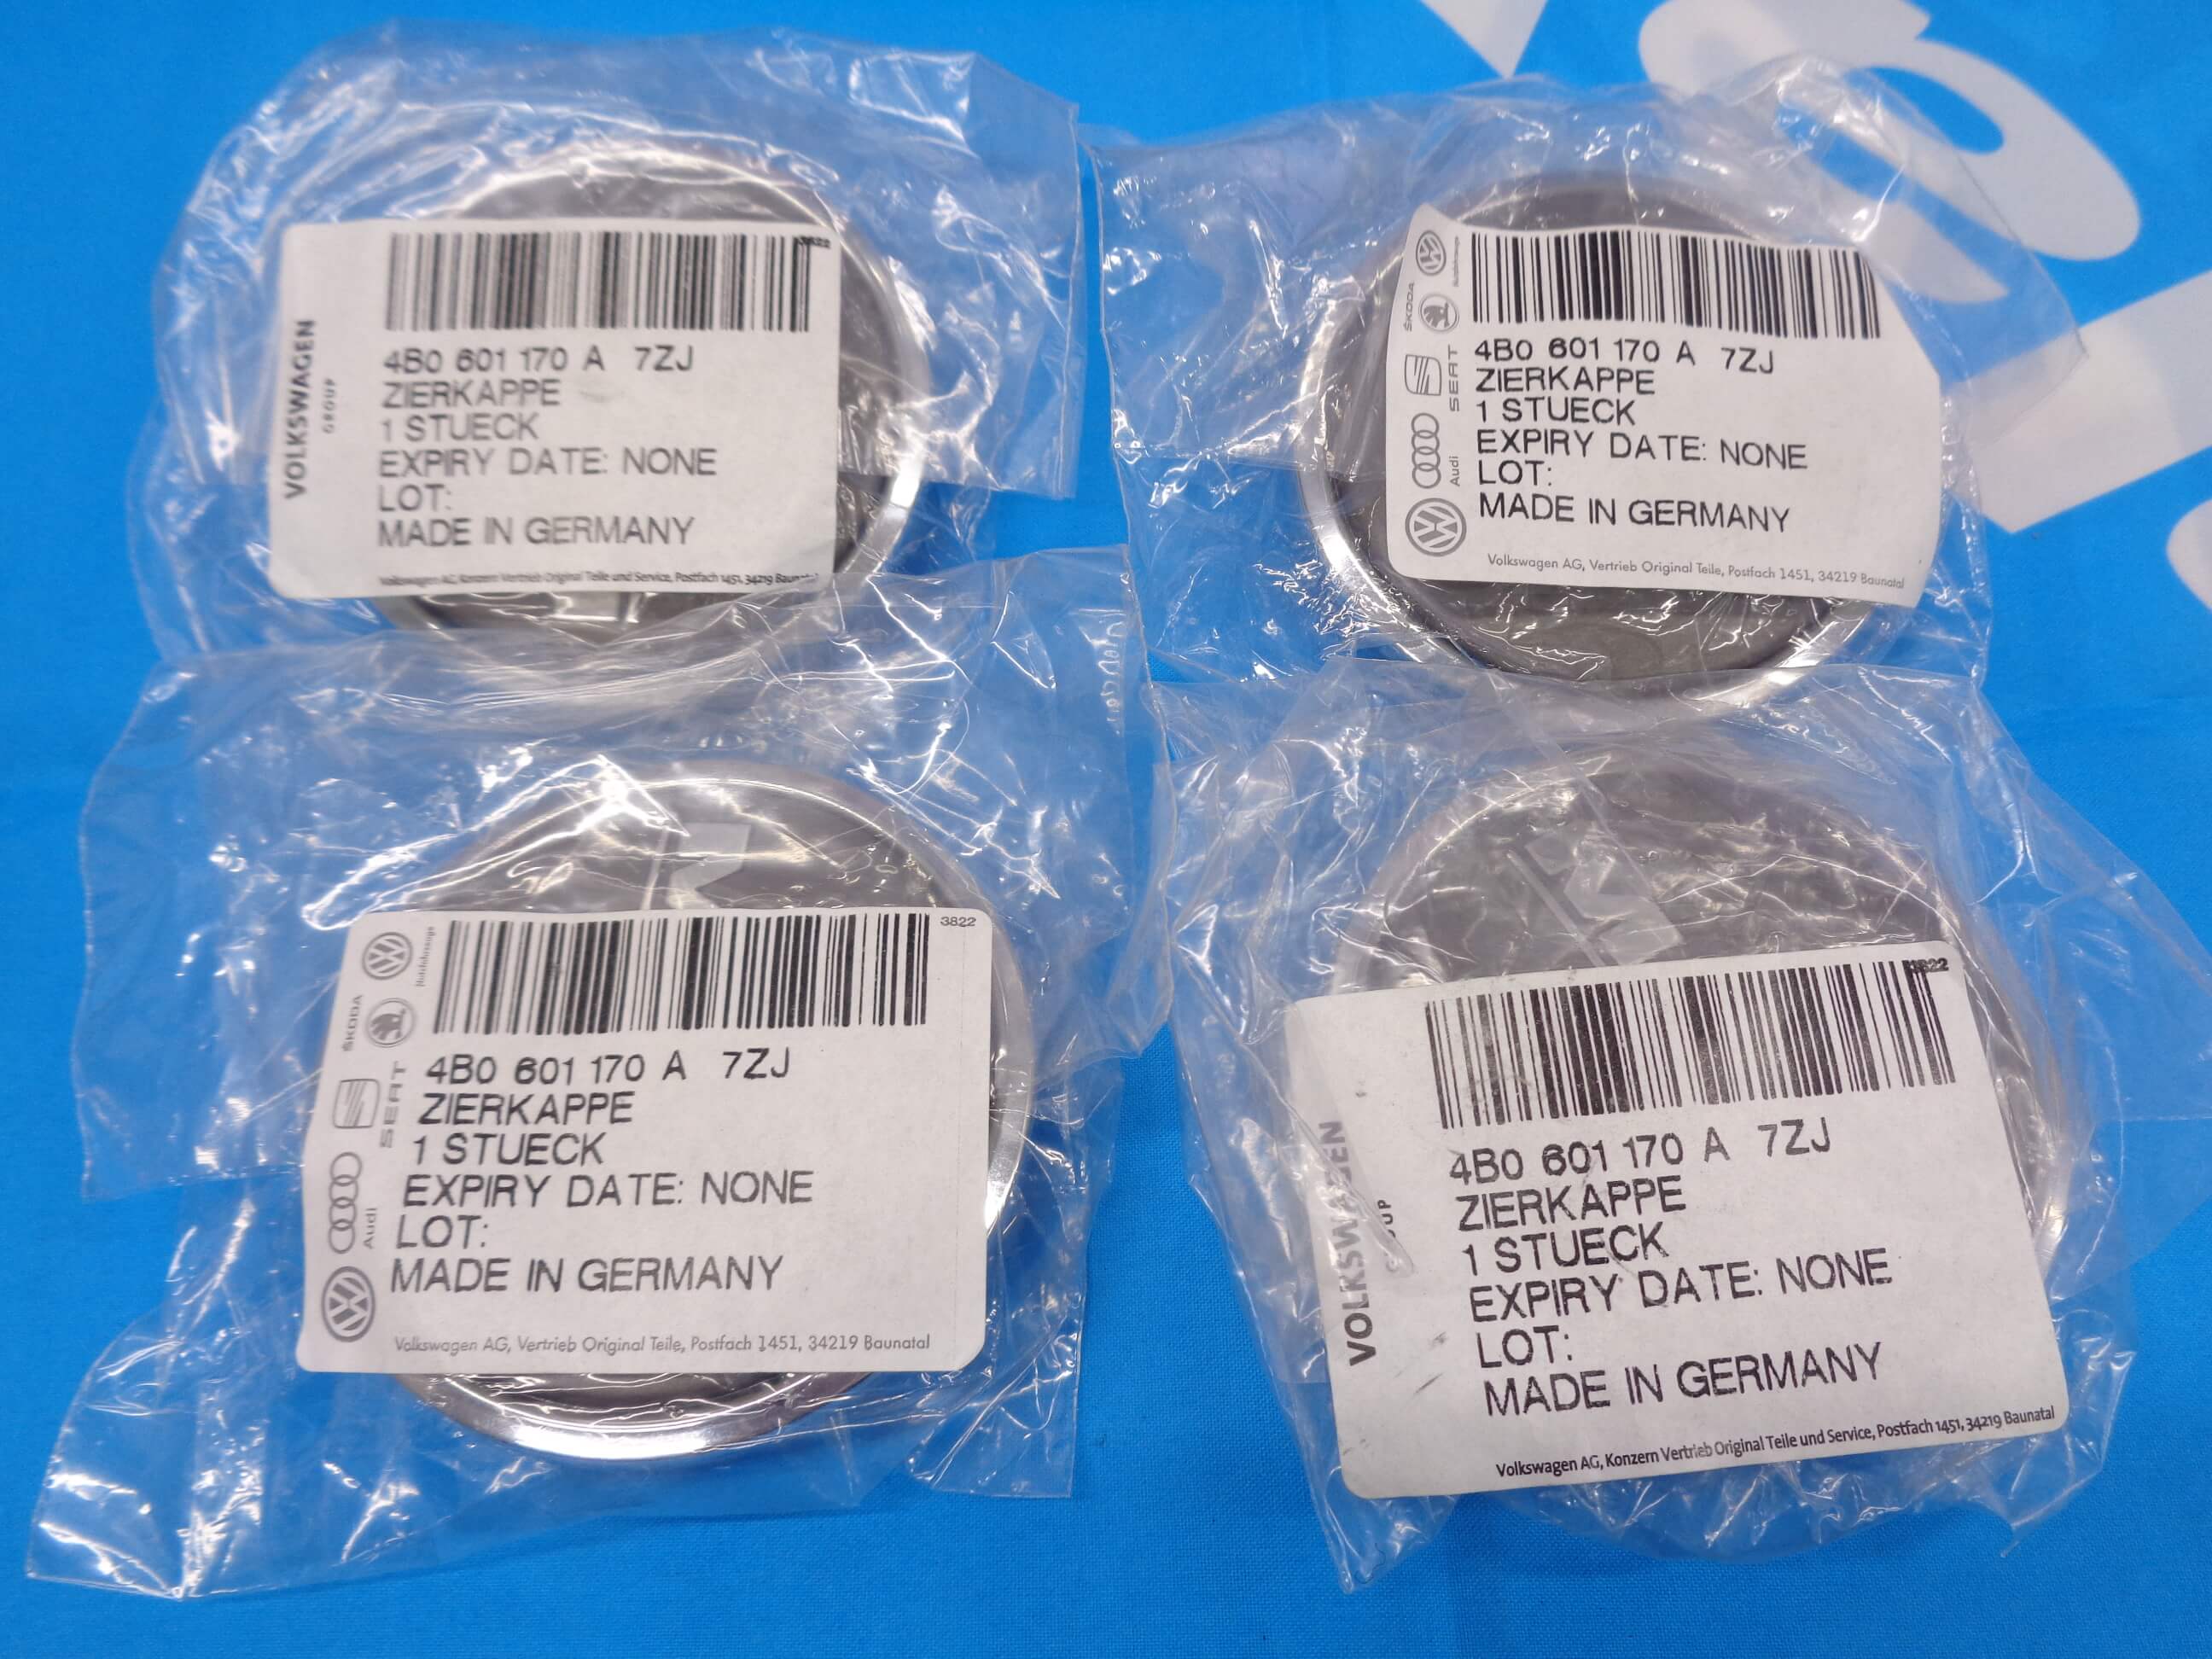 VOLKSWAGEN
GROUP
3822
4B0 601 170 A 7ZJ
ZIERKAPPE
1 STUECK
EXPIRY DATE: NONE
LOT:
MADE IN GERMANY
Volkswagen AG, Konzern Vertrieb Original Teile und Service, Postfach 1451, 34219 Baunatal
ŠKODA
SEAT
Audi
4B0 601 170 A 7ZJ
ZIERKAPPE
1 STUECK
EXPIRY DATE: NONE
LOT:
MADE IN GERMANY
Volkswagen AG, Vertrieb Original Teile, Postfach 1451, 34219 Baunatal
Nutzfahrzeuge
ŠKODA
SEAT
Audi
3822
4B0 601 170 A 7ZJ
ZIERKAPPE
1 STUECK
EXPIRY DATE: NONE
LOT:
MADE IN GERMANY
Volkswagen AG, Vertrieb Original Teile, Postfach 1451, 34219 Baunatal
VOLKSWAGEN
GROUP
3822
4B0 601 170 A 7ZJ
ZIERKAPPE
1 STUECK
EXPIRY DATE: NONE
LOT:
MADE IN GERMANY
Volkswagen AG, Konzern Vertrieb Original Teile und Service, Postfach 1451, 34219 Baunatal